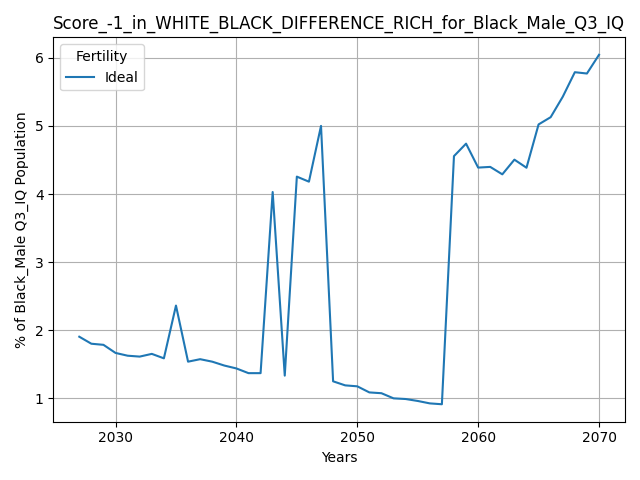 Score_-1_in_WHITE_BLACK_DIFFERENCE_RICH_for_Black_Male_Q3_IQ
Fertility
Ideal
% of Black_Male Q3_IQ Population
6
5
4
3
2
1
2030 2040 2050 2060 2070
Years